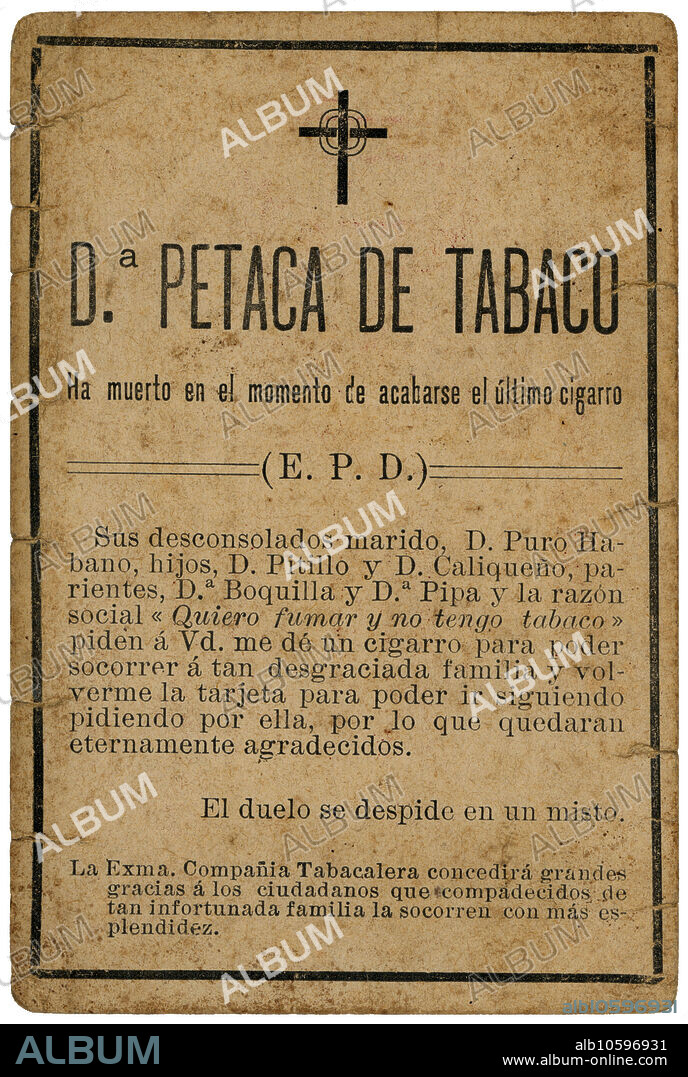 D.ª PETACA DE TABACO
Ha muerto en el momento de acabarse el último cigarro
(E. P. D.)
Sus desconsolados marido, D. Puro Ha-
bano, hijos, D. Pitillo y D. Caliqueño, pa-
rientes, D.ª Boquilla y D.ª Pipa y la razón
social « Quiero fumar y no tengo tabaco »
piden á Vd. me dé un cigarro para poder
socorrer á tan desgraciada familia y vol-
verme la tarjeta para poder ir siguiendo
pidiendo por ella, por lo que quedaran
eternamente agradecidos.
El duelo se despide en un misto.
La Exma. Compañia Tabacalera concedirá grandes
gracias á los ciudadanos que compadecidos de
tan infortunada familia la socorren con más es-
plendidez.
ALBUM
alb10596931
www.album-online.com